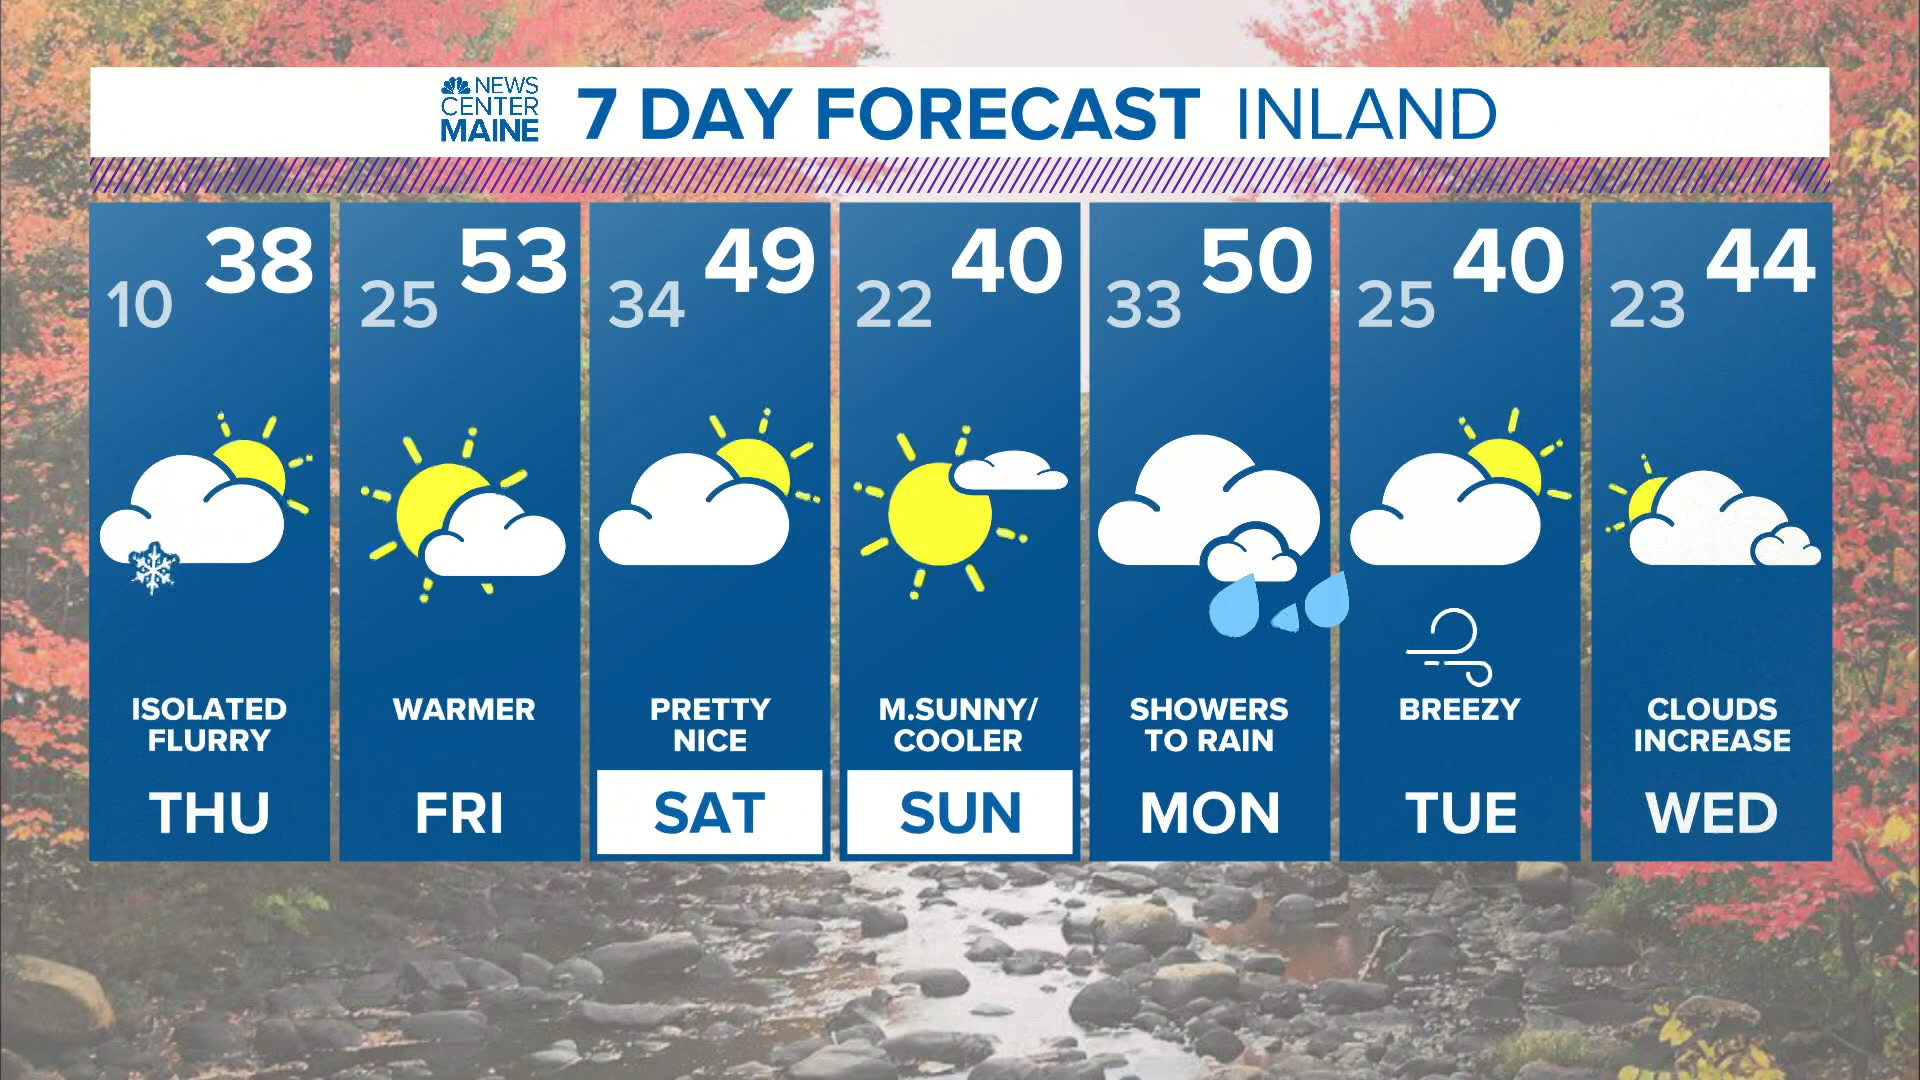 NEWS
CENTER
MAINE
7 DAY FORECAST INLAND
10 38
25 53
34 49
22 40
33 50
25 40
23 44
ISOLATED
FLURRY
WARMER
PRETTY
NICE
M.SUNNY/
COOLER
SHOWERS
TO RAIN
BREEZY
CLOUDS
INCREASE
THU
FRI
SAT
SUN
MON
TUE
WED